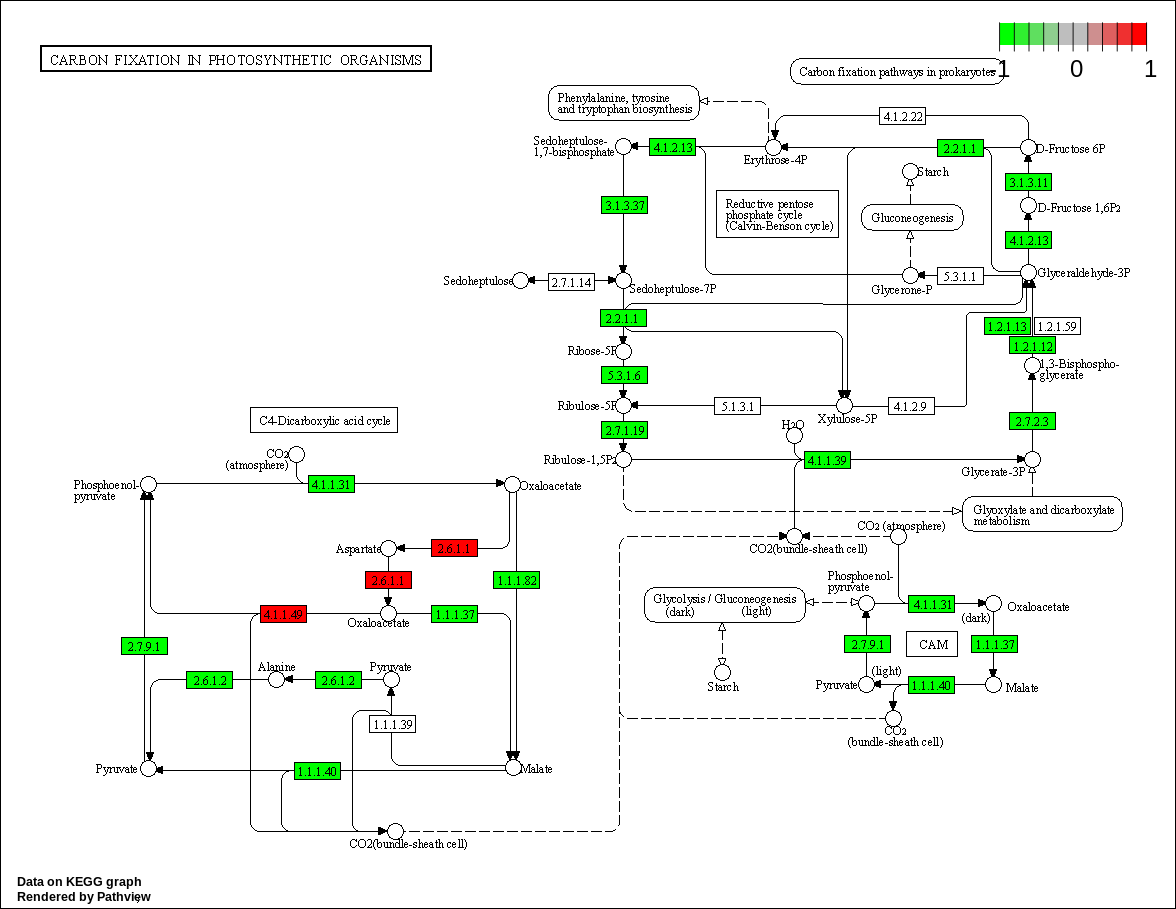 CARBON FIXATION IN PHOTOSYNTHETIC ORGANISMS
1 0 1
Carbon fixation pathways in prokaryotes
Phenylalanine, tyrosine
and tryptophan biosynthesis
4.1.2.22
Sedoheptulose-
1,7-bisphosphate
4.1.2.13
Erythrose-4P
2.2.1.1
D-Fructose 6P
Starch
3.1.3.11
3.1.3.37
Reductive pentose
phosphate cycle
(Calvin-Benson cycle)
Gluconeogenesis
D-Fructose 1,6P2
4.1.2.13
Sedoheptulose
2.7.1.14
Sedoheptulose-7P
Glycerone-P
5.3.1.1
Glyceraldehyde-3P
2.2.1.1
1.2.1.13
1.2.1.59
1.2.1.12
Ribose-5P
5.3.1.6
1,3-Bisphospho-
glycerate
Ribulose-5P
5.1.3.1
Xylulose-5P
4.1.2.9
2.7.1.19
2.7.2.3
C4-Dicarboxylic acid cycle
H2O
Ribulose-1,5P2
4.1.1.39
Glycerate-3P
CO2
(atmosphere)
4.1.1.31
Phosphoenol-
pyruvate
Oxaloacetate
Glyoxylate and dicarboxylate
metabolism
CO2 (atmosphere)
CO2(bundle-sheath cell)
Aspartate
2.6.1.1
2.6.1.1
1.1.1.82
Phosphoenol-
pyruvate
Glycolysis / Gluconeogenesis
(dark) (light)
4.1.1.31
Oxaloacetate
(dark)
4.1.1.49
Oxaloacetate
1.1.1.37
2.7.9.1
2.7.9.1
CAM
1.1.1.37
Alanine
Pyruvate
2.6.1.2
2.6.1.2
Starch
(light)
Pyruvate
1.1.1.40
Malate
1.1.1.39
CO2
(bundle-sheath cell)
Pyruvate
1.1.1.40
Malate
CO2(bundle-sheath cell)
Data on KEGG graph
Rendered by Pathview